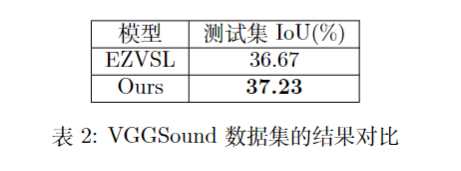 模型 测试集 IoU(%)
EZVSL 36.67
Ours 37.23
表 2: VGGSound 数据集的结果对比